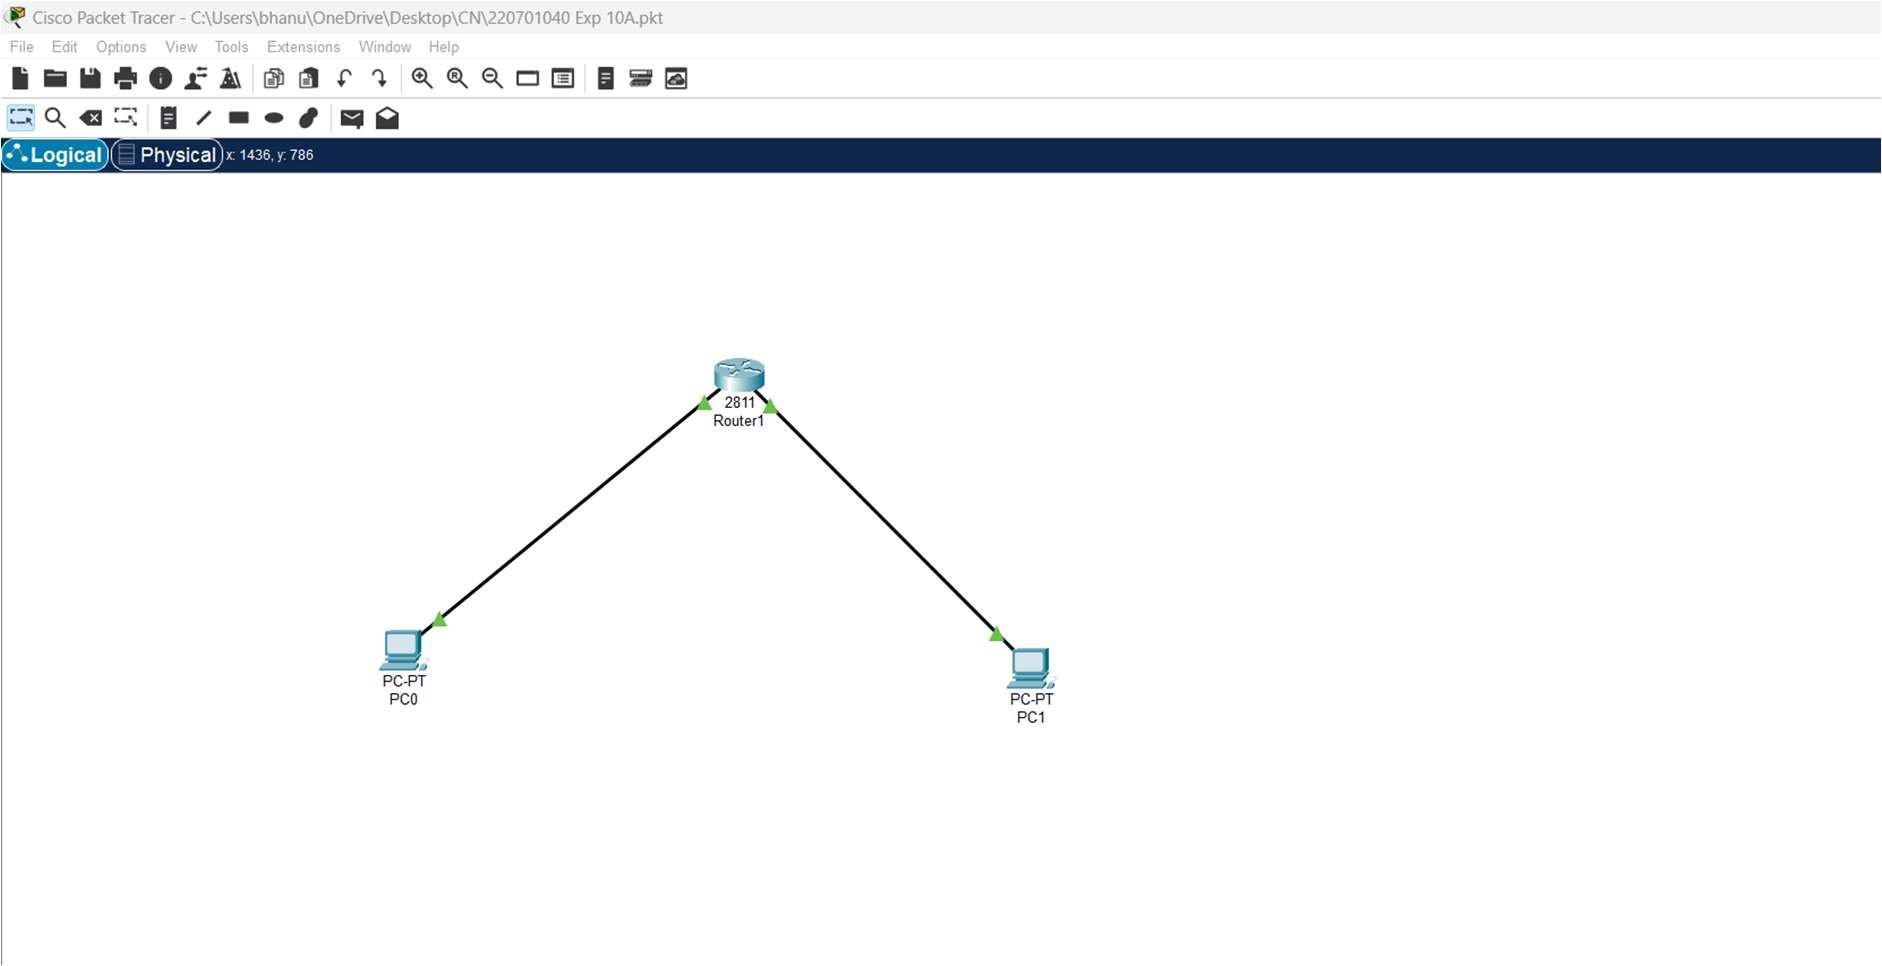 Cisco Packet Tracer - C:\Users\bhanu\OneDrive\Desktop\CN\220701040 Exp 10A.pkt
File Edit Options View Tools Extensions Window Help
Logical Physical x: 1436, y: 786
2811
Router1
PC-PT
PC0
PC-PT
PC1